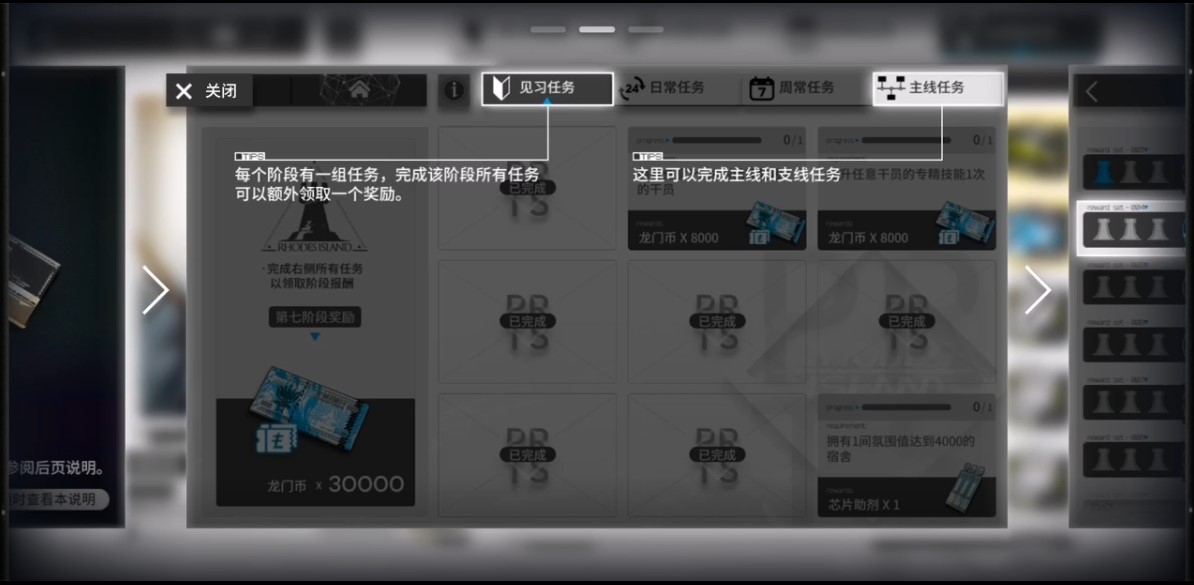 关闭
见习任务
24
日常任务
7
周常任务
主线任务
TIPS
每个阶段有一组任务，完成该阶段所有任务
可以额外领取一个奖励。
TIPS
这里可以完成主线和支线任务
RHODES ISLAND
·完成右侧所有任务
以领取阶段报酬
第七阶段奖励
龙门币 x 30000
已完成
progress
0/1
的干员
rewards
龙门币 X 8000
progress
0/1
升任意干员的专精技能1次
rewards
龙门币 X 8000
已完成
已完成
已完成
已完成
已完成
progress
0/1
requirement:
拥有1间氛围值达到4000的
宿舍
rewards
芯片助剂 X 1
参阅后页说明。
时查看本说明